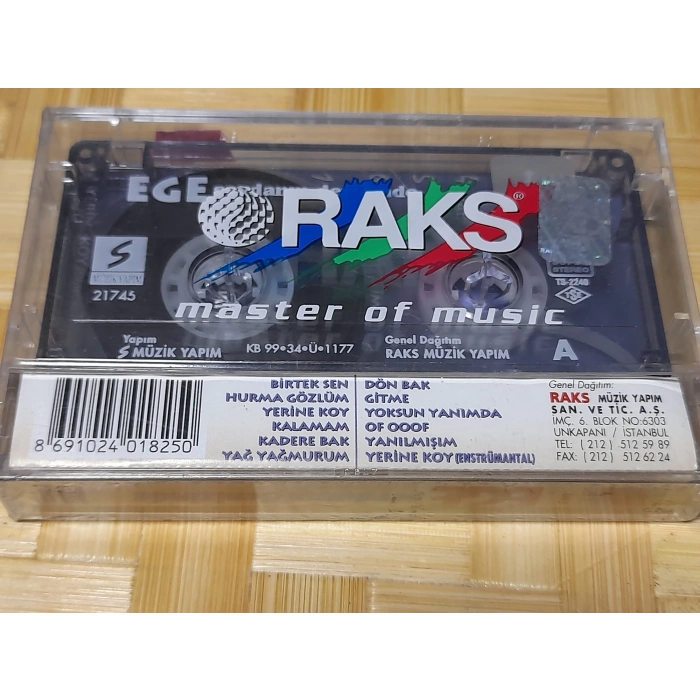 EGE
RAKS®
STEREO
S
21745
TS-2240
TSE
master of music
Yapım
S MÜZİK YAPIM
KB 99•34•Ü•1177
Genel Dağıtım
RAKS MÜZİK YAPIM
A
8 691024 018250
BİRTEK SEN
HURMA GÖZLÜM
YERİNE KOY
KALAMAM
KADERE BAK
YAĞ YAĞMURUM
DÖN BAK
GİTME
YOKSUN YANIMDA
OF OOOF
YANILMIŞIM
YERİNE KOY (ENSTRÜMANTAL)
Genel Dağıtım:
RAKS MÜZİK YAPIM
SAN. VE TİC. A.Ş.
İMÇ. 6. BLOK NO:6303
UNKAPANI / İSTANBUL
TEL: ( 212 ) 512 59 89
FAX: ( 212 ) 512 62 24